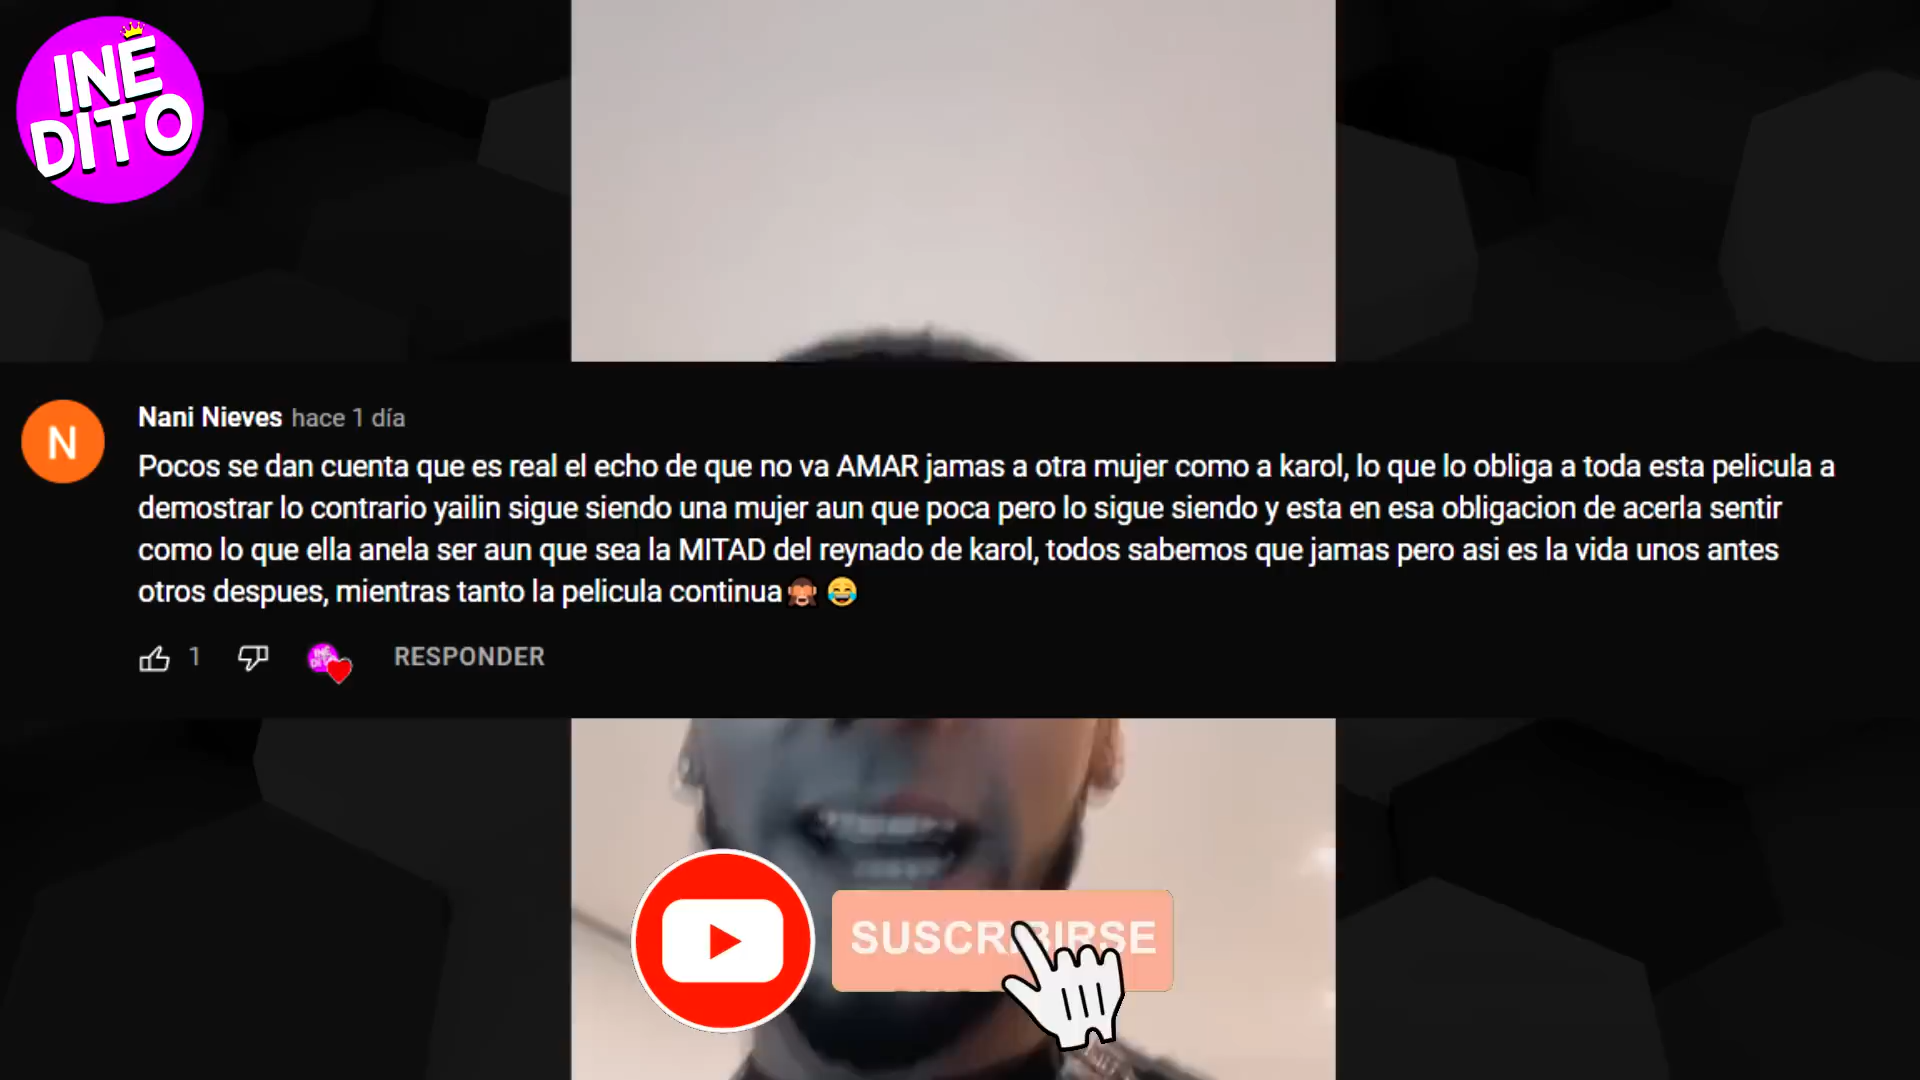 INÉ
DITO
N
Nani Nieves hace 1 día
Pocos se dan cuenta que es real el echo de que no va AMAR jamas a otra mujer como a karol, lo que lo obliga a toda esta pelicula a
demostrar lo contrario yailin sigue siendo una mujer aun que poca pero lo sigue siendo y esta en esa obligacion de acerla sentir
como lo que ella anela ser aun que sea la MITAD del reynado de karol, todos sabemos que jamas pero asi es la vida unos antes
otros despues, mientras tanto la pelicula continua🙈 😂
1
INÉ
DITO
RESPONDER
SUSCRIBIRSE